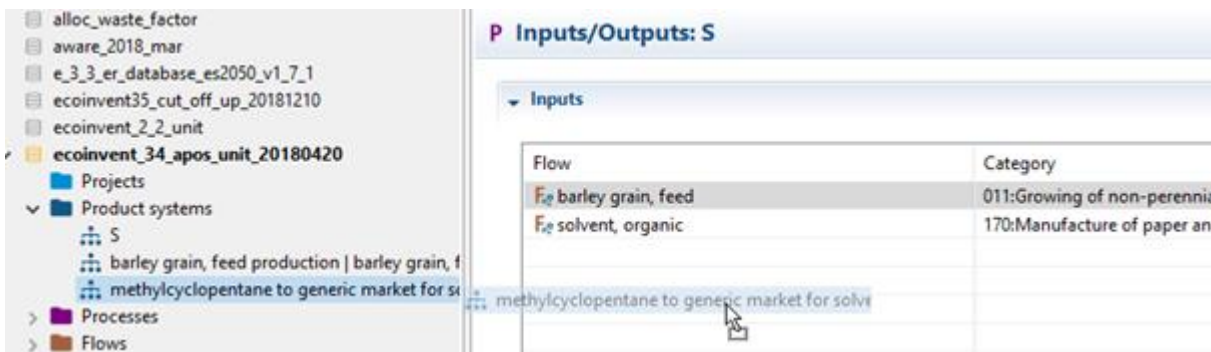 alloc_waste_factor
aware_2018_mar
e_3_3_er_database_es2050_v1_7_1
ecoinvent35_cut_off_up_20181210
ecoinvent_2_2_unit
ecoinvent_34_apos_unit_20180420
Projects
Product systems
S
barley grain, feed production | barley grain, f
methylcyclopentane to generic market for so
Processes
Flows
P Inputs/Outputs: S
Inputs
Flow Category
barley grain, feed 011:Growing of non-perennia
solvent, organic 170:Manufacture of paper an
methylcyclopentane to generic market for solve